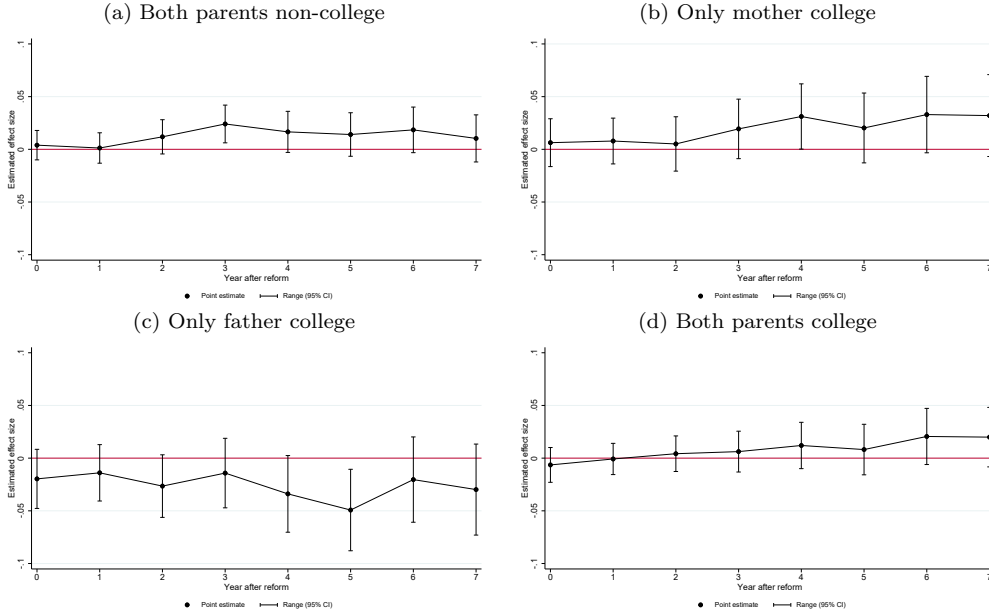 (a) Both parents non-college
(b) Only mother college
Estimated effect size
.1
.05
0
-.05
-.1
0 1 2 3 4 5 6 7
Year after reform
Point estimate Range (95% CI)
Estimated effect size
.1
.05
0
-.05
-.1
0 1 2 3 4 5 6 7
Year after reform
Point estimate Range (95% CI)
(c) Only father college
(d) Both parents college
Estimated effect size
.1
.05
0
-.05
-.1
0 1 2 3 4 5 6 7
Year after reform
Point estimate Range (95% CI)
Estimated effect size
.1
.05
0
-.05
-.1
0 1 2 3 4 5 6 7
Year after reform
Point estimate Range (95% CI)